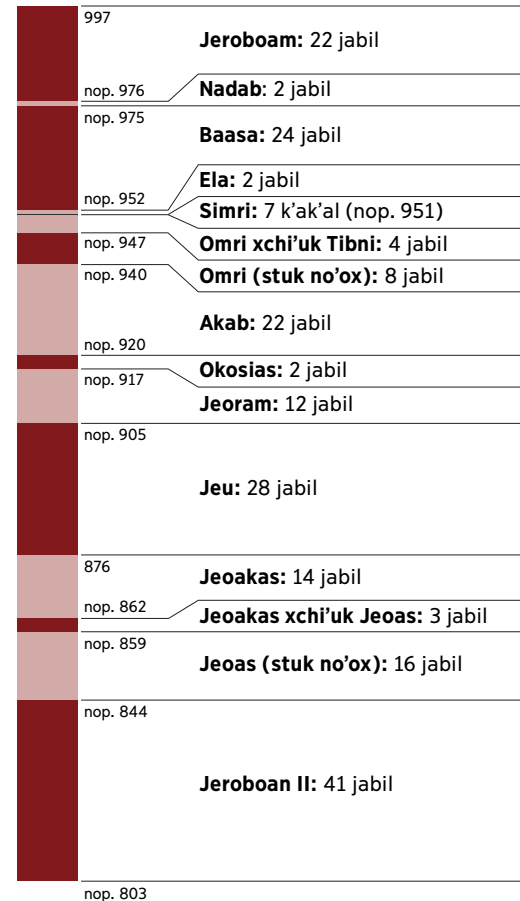 997
Jeroboam: 22 jabil
nop. 976
Nadab: 2 jabil
nop. 975
Baasa: 24 jabil
Ela: 2 jabil
nop. 952
Simri: 7 k'ak'al (nop. 951)
nop. 947
Omri xchi'uk Tibni: 4 jabil
nop. 940
Omri (stuk no'ox): 8 jabil
Akab: 22 jabil
nop. 920
Okosias: 2 jabil
nop. 917
Jeoram: 12 jabil
nop. 905
Jeu: 28 jabil
876
Jeoakas: 14 jabil
nop. 862
Jeoakas xchi'uk Jeoas: 3 jabil
nop. 859
Jeoas (stuk no'ox): 16 jabil
nop. 844
Jeroboan II: 41 jabil
nop. 803